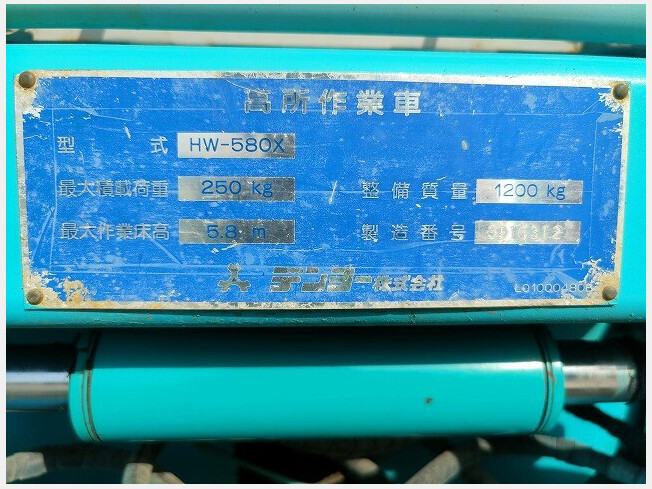 高所作業車
型式 HW-580X
最大積載荷重 250 kg 整備質量 1200 kg
最大作業床高 5.8 m 製造番号
デンヨー株式会社